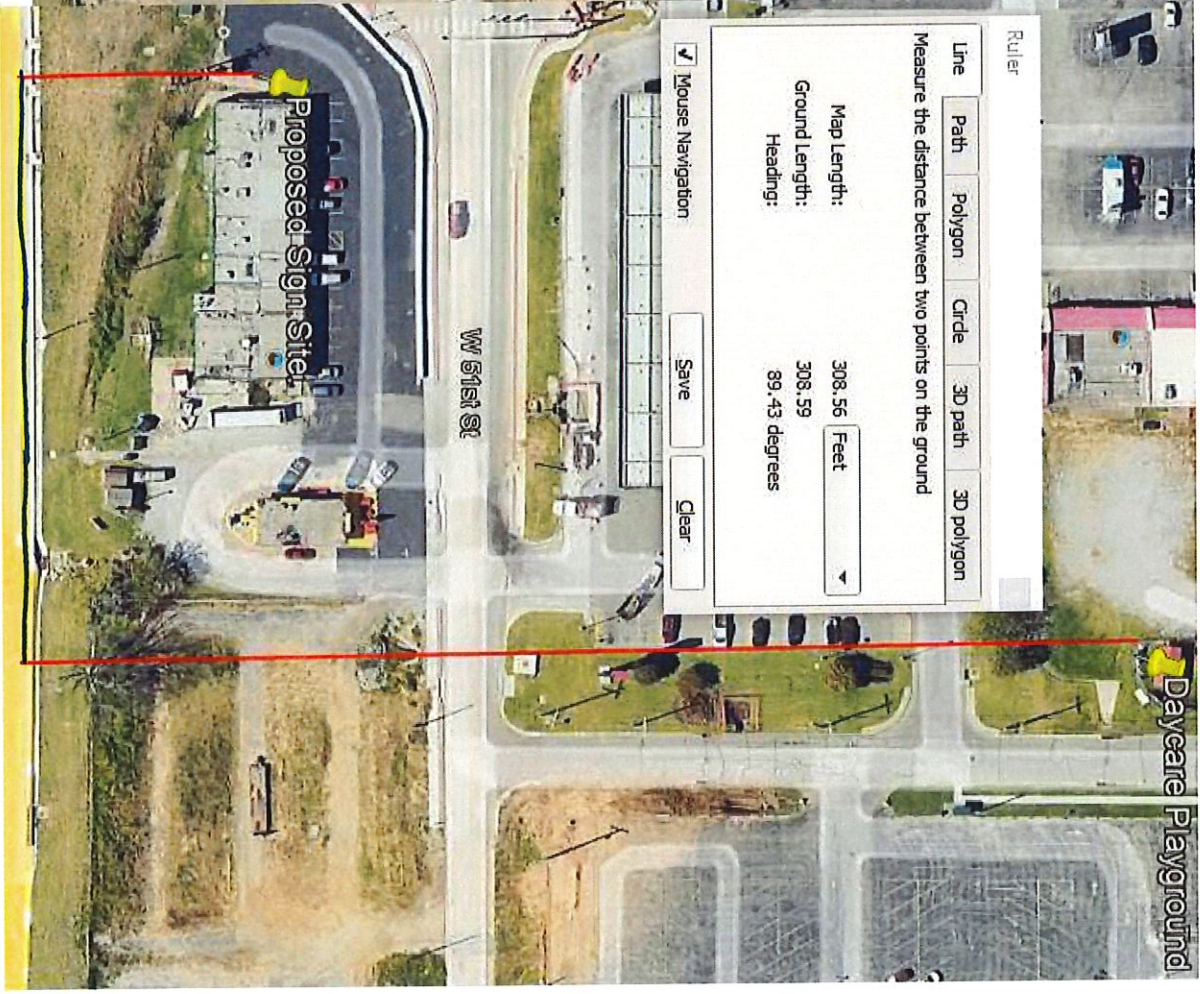 Ruler
Line Path Polygon Circle 3D path 3D polygon
Measure the distance between two points on the ground
Map Length: 308.56 Feet
Ground Length: 308.59
Heading: 89.43 degrees
Mouse Navigation Save Clear
Daycare Playground
W 51st St
Proposed Sign Site